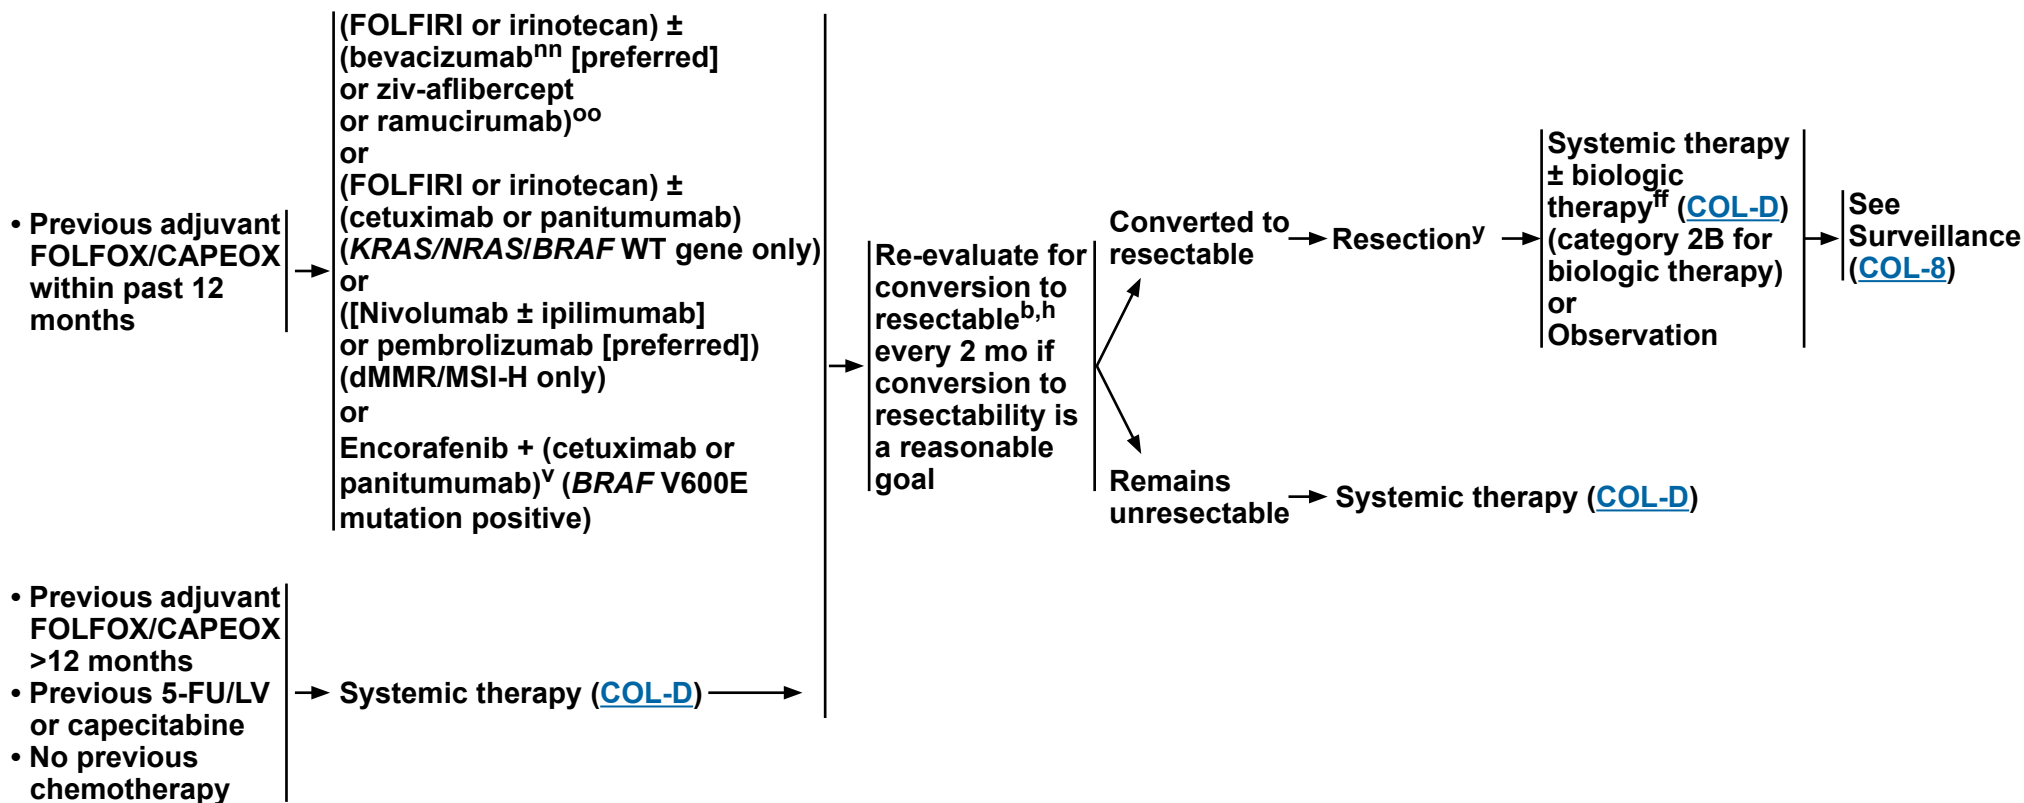 • Previous adjuvant
FOLFOX/CAPEOX
within past 12
months
(FOLFIRI or irinotecan) ±
(bevacizumabⁿⁿ [preferred]
or ziv-aflibercept
or ramucirumab)ᵒᵒ
or
(FOLFIRI or irinotecan) ±
(cetuximab or panitumumab)
(KRAS/NRAS/BRAF WT gene only)
or
([Nivolumab ± ipilimumab]
or pembrolizumab [preferred])
(dMMR/MSI-H only)
or
Encorafenib + (cetuximab or
panitumumab)ᵛ (BRAF V600E
mutation positive)
• Previous adjuvant
FOLFOX/CAPEOX
>12 months
• Previous 5-FU/LV
or capecitabine
• No previous
chemotherapy
Systemic therapy (COL-D)
Re-evaluate for
conversion to
resectableᵇ,ʰ
every 2 mo if
conversion to
resectability is
a reasonable
goal
Converted to
resectable
Resectionʸ
Systemic therapy
± biologic
therapyᶠᶠ (COL-D)
(category 2B for
biologic therapy)
or
Observation
See
Surveillance
(COL-8)
Remains
unresectable
Systemic therapy (COL-D)